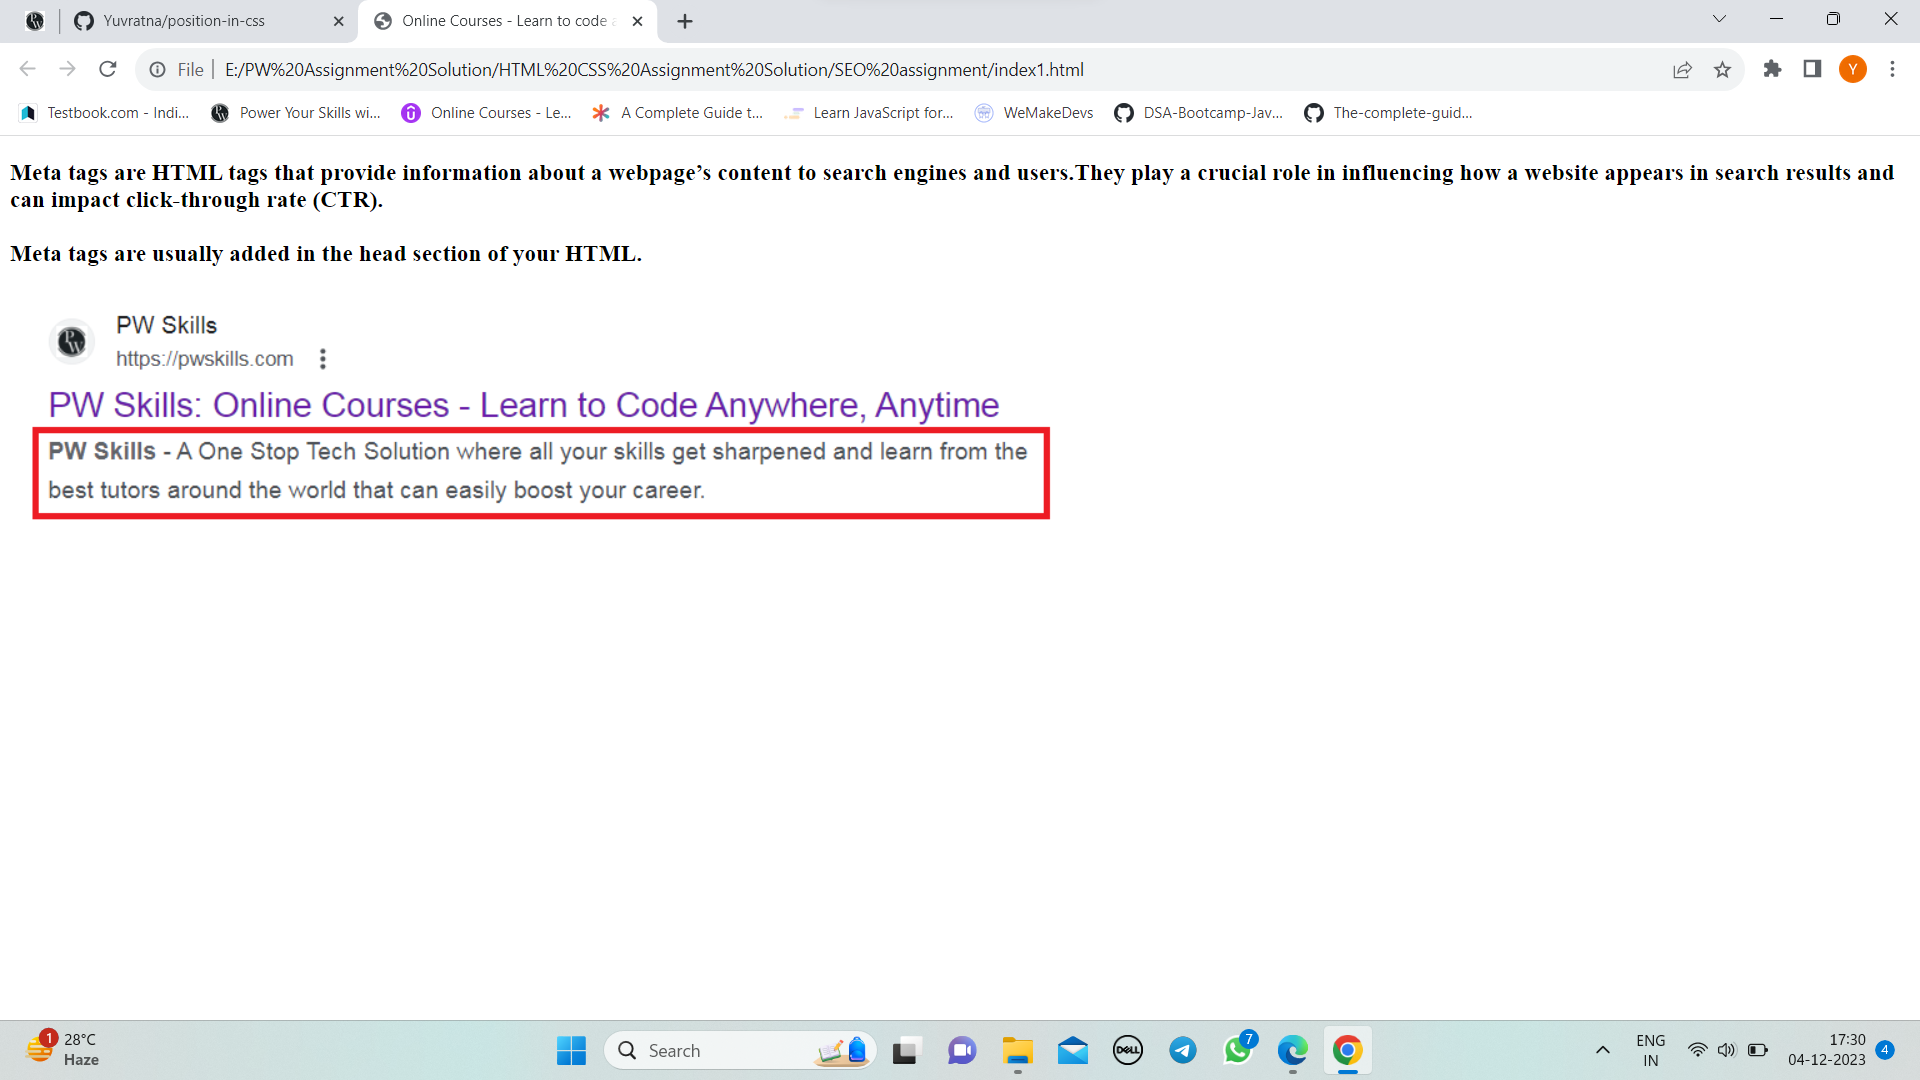 Yuvratna/position-in-css
Online Courses - Learn to code
File
E:/PW%20Assignment%20Solution/HTML%20CSS%20Assignment%20Solution/SEO%20assignment/index1.html
Y
Testbook.com - Indi...
Power Your Skills wi...
Online Courses - Le...
A Complete Guide t...
Learn JavaScript for...
WeMakeDevs
DSA-Bootcamp-Jav...
The-complete-guid...
Meta tags are HTML tags that provide information about a webpage’s content to search engines and users.They play a crucial role in influencing how a website appears in search results and
can impact click-through rate (CTR).
Meta tags are usually added in the head section of your HTML.
PW Skills
https://pwskills.com
PW Skills: Online Courses - Learn to Code Anywhere, Anytime
PW Skills - A One Stop Tech Solution where all your skills get sharpened and learn from the
best tutors around the world that can easily boost your career.
1
28°C
Haze
Search
DELL
7
ENG
IN
17:30
04-12-2023
4